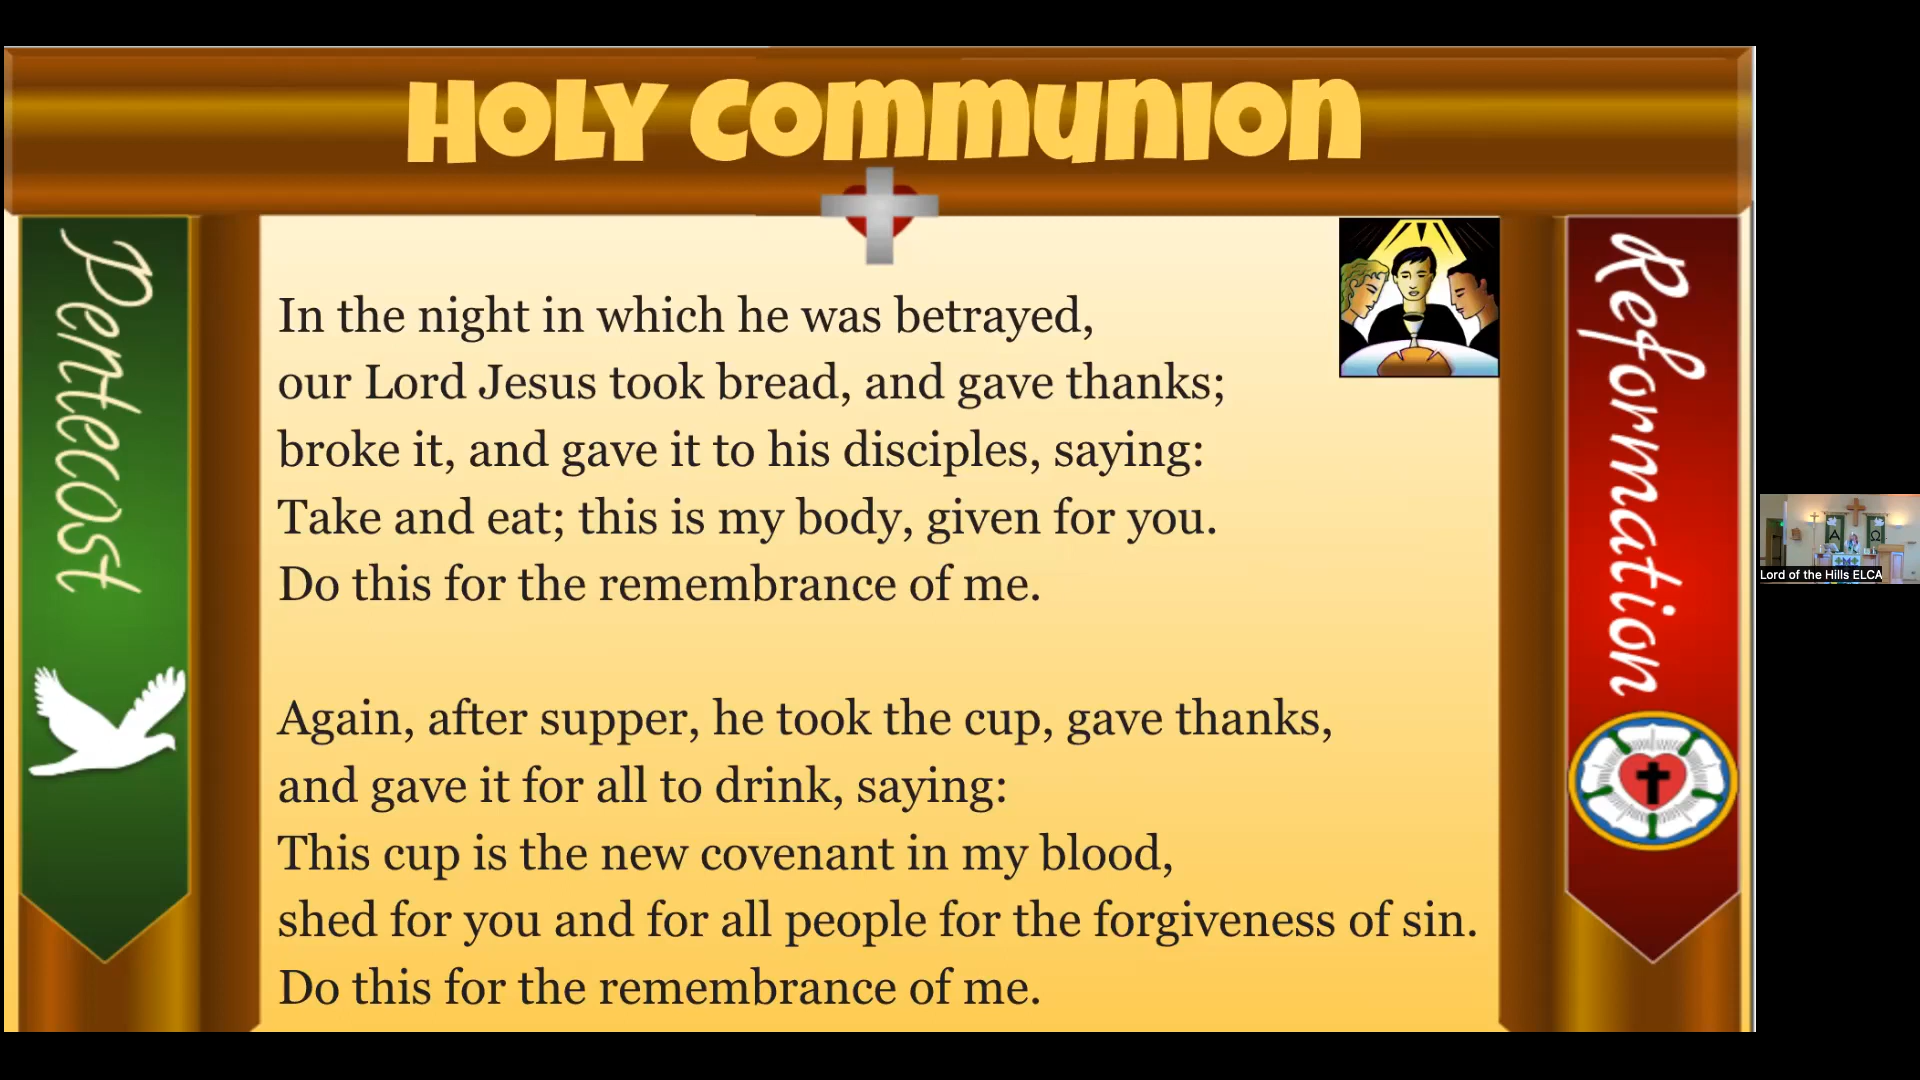 Holy Communion
Pentecost
In the night in which he was betrayed,
our Lord Jesus took bread, and gave thanks;
broke it, and gave it to his disciples, saying:
Take and eat; this is my body, given for you.
Do this for the remembrance of me.
Again, after supper, he took the cup, gave thanks,
and gave it for all to drink, saying:
This cup is the new covenant in my blood,
shed for you and for all people for the forgiveness of sin.
Do this for the remembrance of me.
Reformation
Α
Ω
Lord of the Hills ELCA